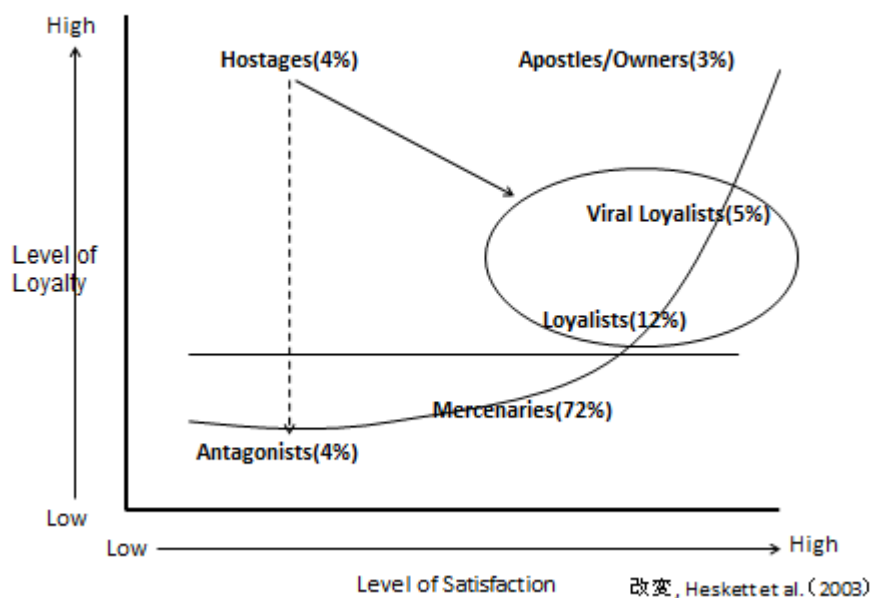 High
Hostages(4%)
Apostles/Owners(3%)
Viral Loyalists(5%)
Level of
Loyalty
Loyalists(12%)
Mercenaries(72%)
Antagonists(4%)
Low
Low
High
Level of Satisfaction
改変, Heskett et al.（2003）